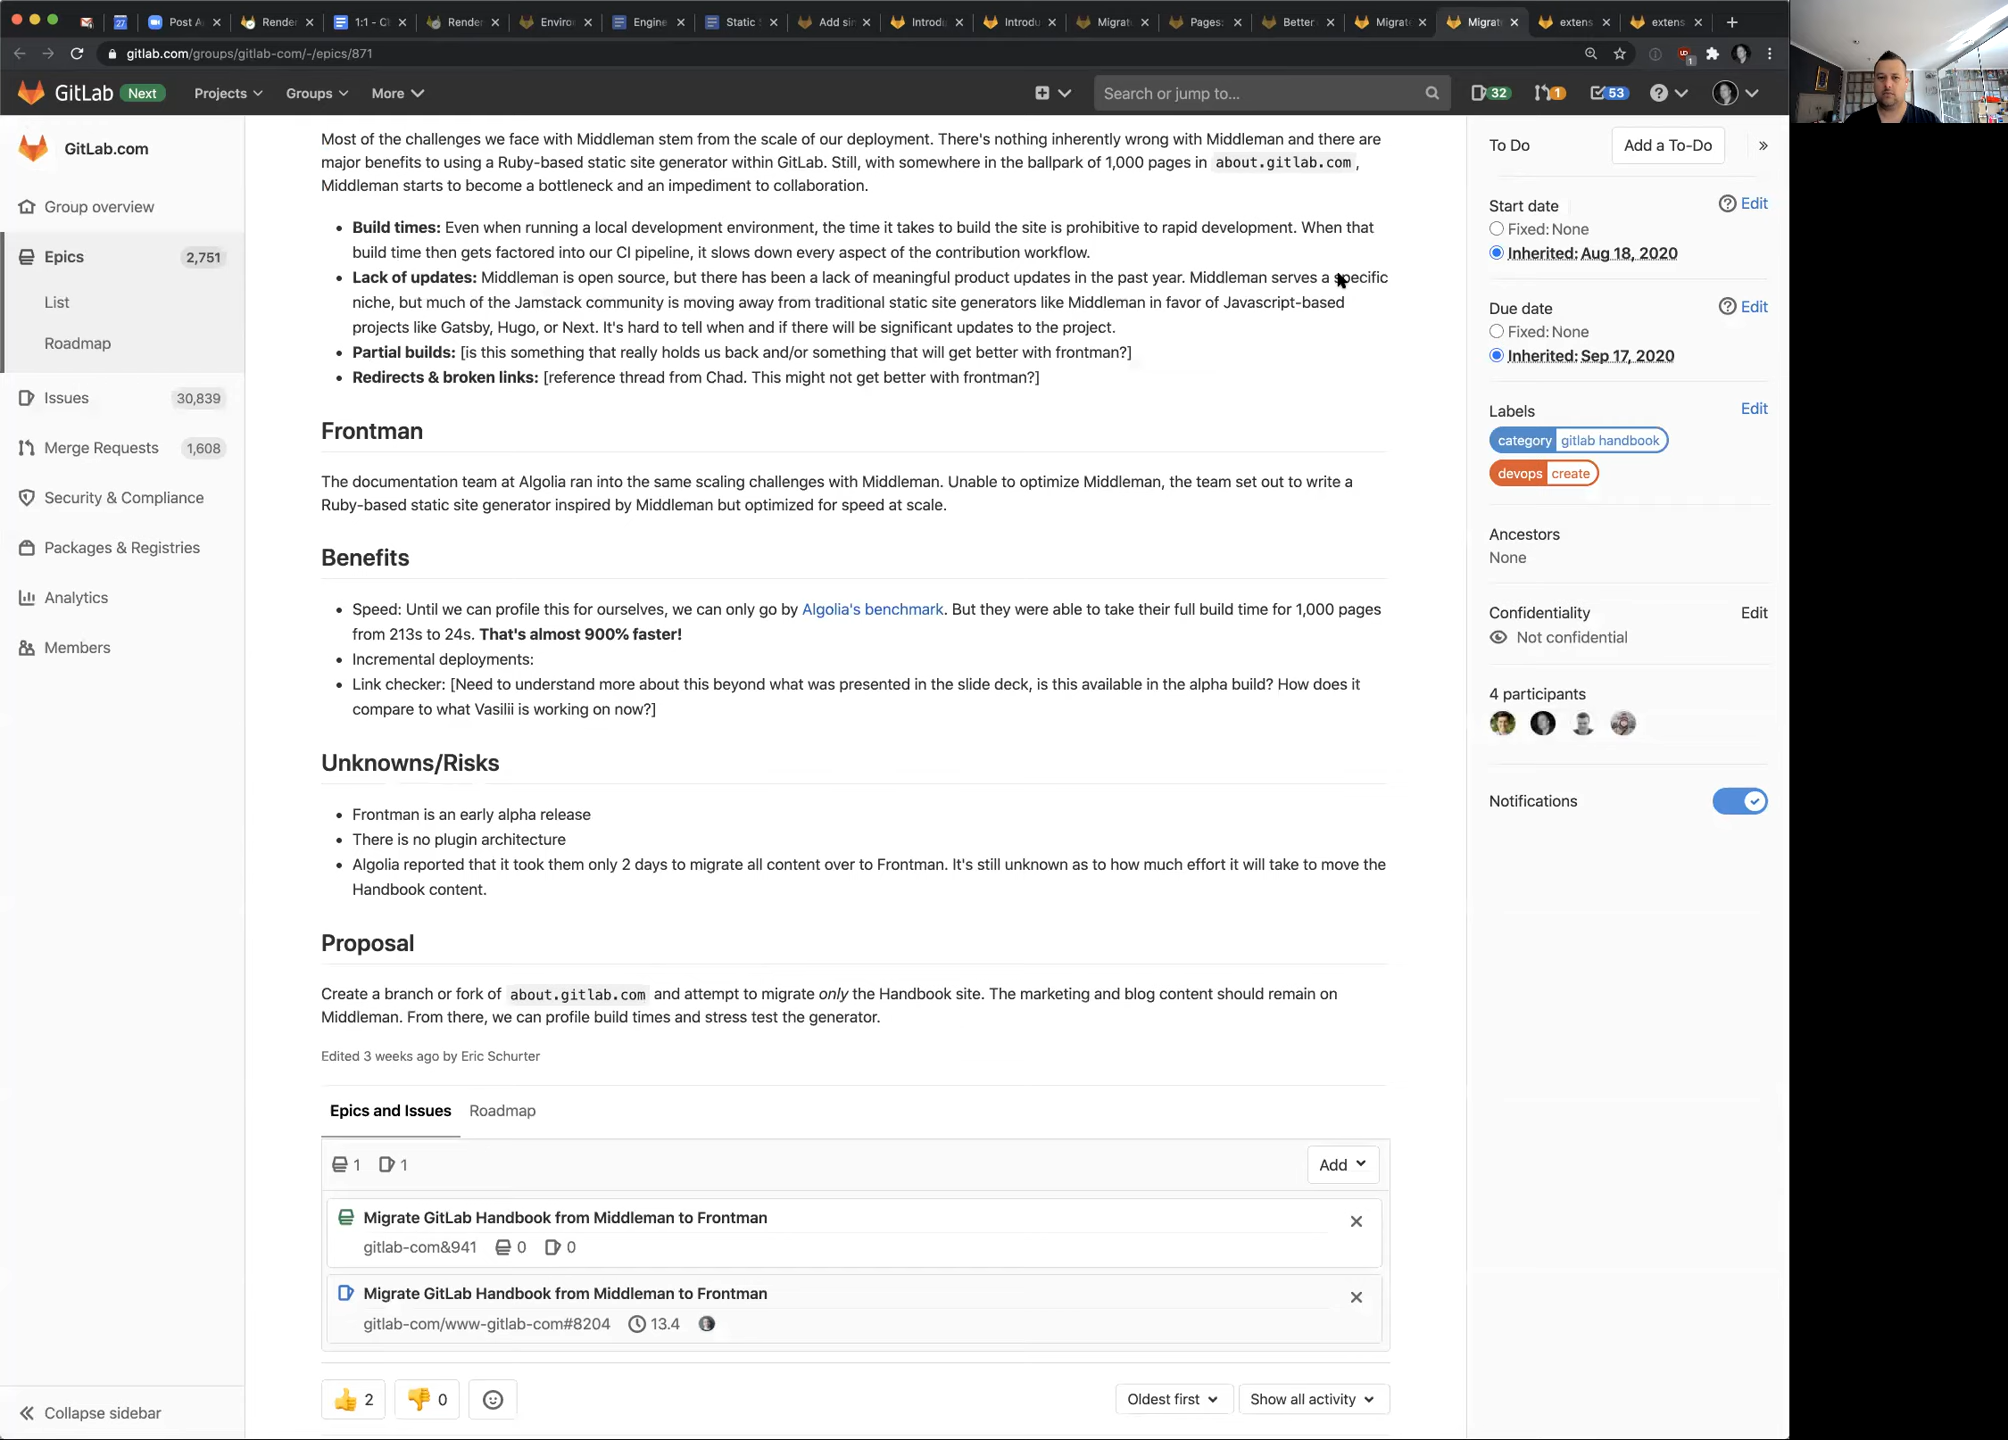 27
Post A
Render
1:1 - C
Render
Enviro
Engine
Static
Add si
Introd
Introdu
Migrat
Pages:
Better
Migrat
Migrat
extens
extens
gitlab.com/groups/gitlab-com/-/epics/871
1
GitLab Next Projects Groups More Search or jump to... 32 1 53
GitLab.com
Group overview
Epics 2,751
List
Roadmap
Issues 30,839
Merge Requests 1,608
Security & Compliance
Packages & Registries
Analytics
Members
Collapse sidebar
Most of the challenges we face with Middleman stem from the scale of our deployment. There's nothing inherently wrong with Middleman and there are
major benefits to using a Ruby-based static site generator within GitLab. Still, with somewhere in the ballpark of 1,000 pages in about.gitlab.com,
Middleman starts to become a bottleneck and an impediment to collaboration.
• Build times: Even when running a local development environment, the time it takes to build the site is prohibitive to rapid development. When that
build time then gets factored into our CI pipeline, it slows down every aspect of the contribution workflow.
• Lack of updates: Middleman is open source, but there has been a lack of meaningful product updates in the past year. Middleman serves a specific
niche, but much of the Jamstack community is moving away from traditional static site generators like Middleman in favor of Javascript-based
projects like Gatsby, Hugo, or Next. It's hard to tell when and if there will be significant updates to the project.
• Partial builds: [is this something that really holds us back and/or something that will get better with frontman?]
• Redirects & broken links: [reference thread from Chad. This might not get better with frontman?]
Frontman
The documentation team at Algolia ran into the same scaling challenges with Middleman. Unable to optimize Middleman, the team set out to write a
Ruby-based static site generator inspired by Middleman but optimized for speed at scale.
Benefits
• Speed: Until we can profile this for ourselves, we can only go by Algolia's benchmark. But they were able to take their full build time for 1,000 pages
from 213s to 24s. That's almost 900% faster!
• Incremental deployments:
• Link checker: [Need to understand more about this beyond what was presented in the slide deck, is this available in the alpha build? How does it
compare to what Vasilii is working on now?]
Unknowns/Risks
• Frontman is an early alpha release
• There is no plugin architecture
• Algolia reported that it took them only 2 days to migrate all content over to Frontman. It's still unknown as to how much effort it will take to move the
Handbook content.
Proposal
Create a branch or fork of about.gitlab.com and attempt to migrate only the Handbook site. The marketing and blog content should remain on
Middleman. From there, we can profile build times and stress test the generator.
Edited 3 weeks ago by Eric Schurter
Epics and Issues Roadmap
1 1 Add
Migrate GitLab Handbook from Middleman to Frontman
gitlab-com&941 0 0
Migrate GitLab Handbook from Middleman to Frontman
gitlab-com/www-gitlab-com#8204 13.4
2 0 Oldest first Show all activity
To Do Add a To-Do
Start date Edit
Fixed: None
Inherited: Aug 18, 2020
Due date Edit
Fixed: None
Inherited: Sep 17, 2020
Labels Edit
category gitlab handbook
devops create
Ancestors
None
Confidentiality Edit
Not confidential
4 participants
Notifications